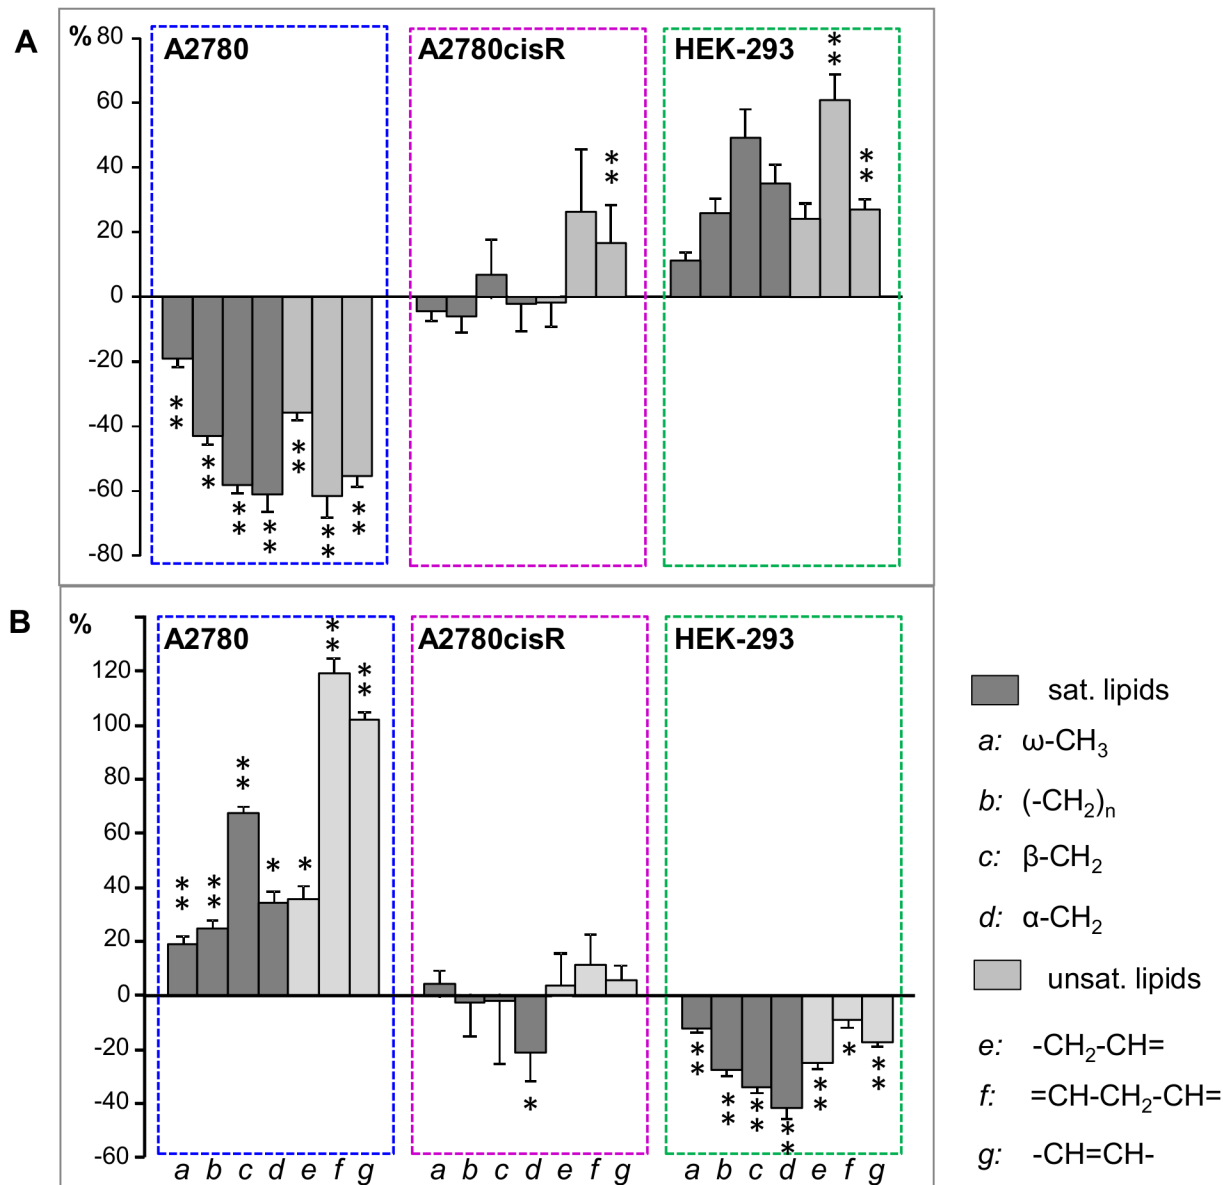 A
% 80
60
40
20
0
-20
-40
-60
-80
A2780
A2780cisR
HEK-293
* *
* *
* *
* *
* *
* *
* *
* *
* *
* *
B
%
120
100
80
60
40
20
0
-20
-40
-60
A2780
A2780cisR
HEK-293
* *
* *
* *
*
*
* *
* *
*
* *
* *
* *
* *
* *
*
* *
a b c d e f g
a b c d e f g
a b c d e f g
sat. lipids
a: ω-CH₃
b: (-CH₂)ₙ
c: β-CH₂
d: α-CH₂
unsat. lipids
e: -CH₂-CH=
f: =CH-CH₂-CH=
g: -CH=CH-